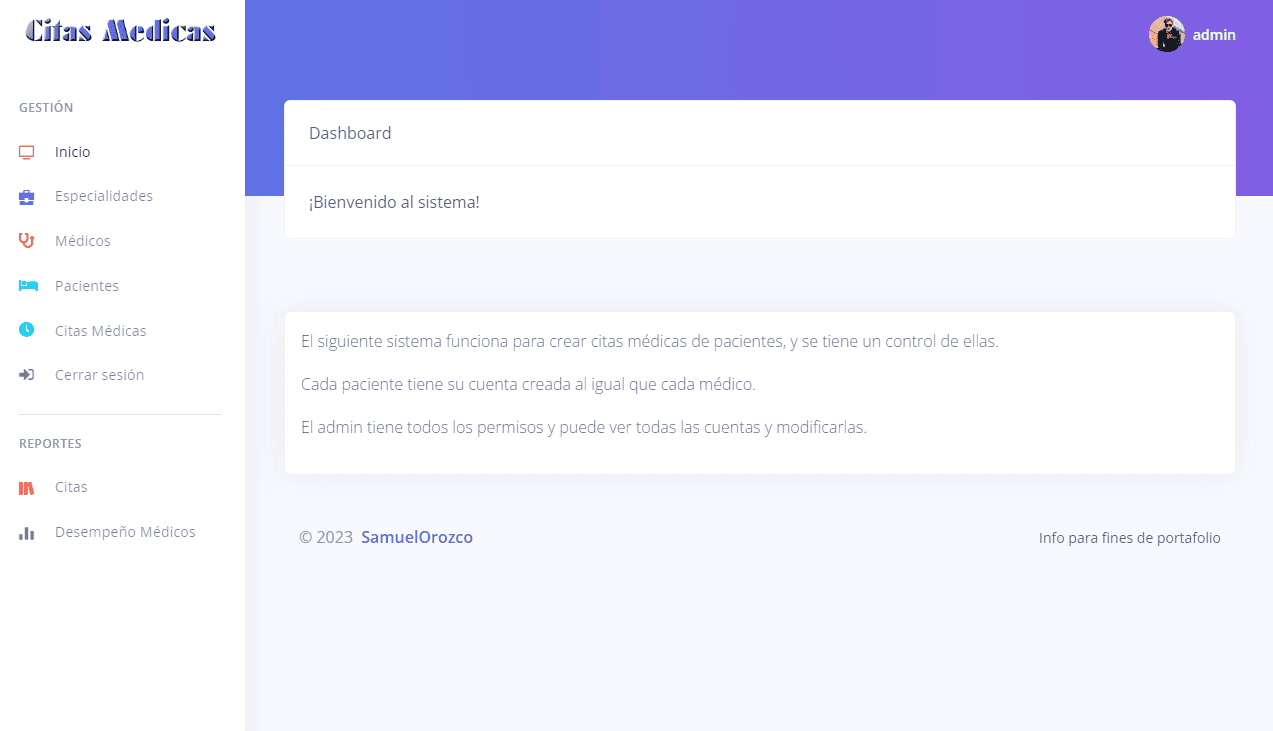 Citas Medicas
admin
GESTIÓN
Inicio
Especialidades
Médicos
Pacientes
Citas Médicas
Cerrar sesión
REPORTES
Citas
Desempeño Médicos
Dashboard
¡Bienvenido al sistema!
El siguiente sistema funciona para crear citas médicas de pacientes, y se tiene un control de ellas.
Cada paciente tiene su cuenta creada al igual que cada médico.
El admin tiene todos los permisos y puede ver todas las cuentas y modificarlas.
© 2023 SamuelOrozco
Info para fines de portafolio